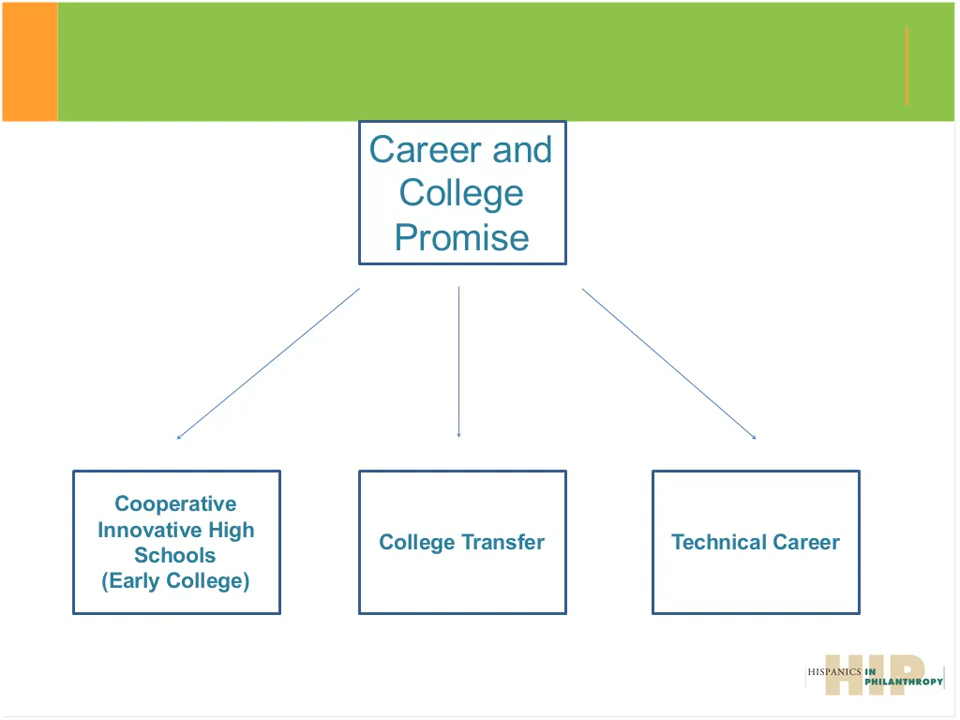 Career and
College
Promise
Cooperative
Innovative High
Schools
(Early College)
College Transfer
Technical Career
HIP
HISPANICS IN
PHILANTHROPY